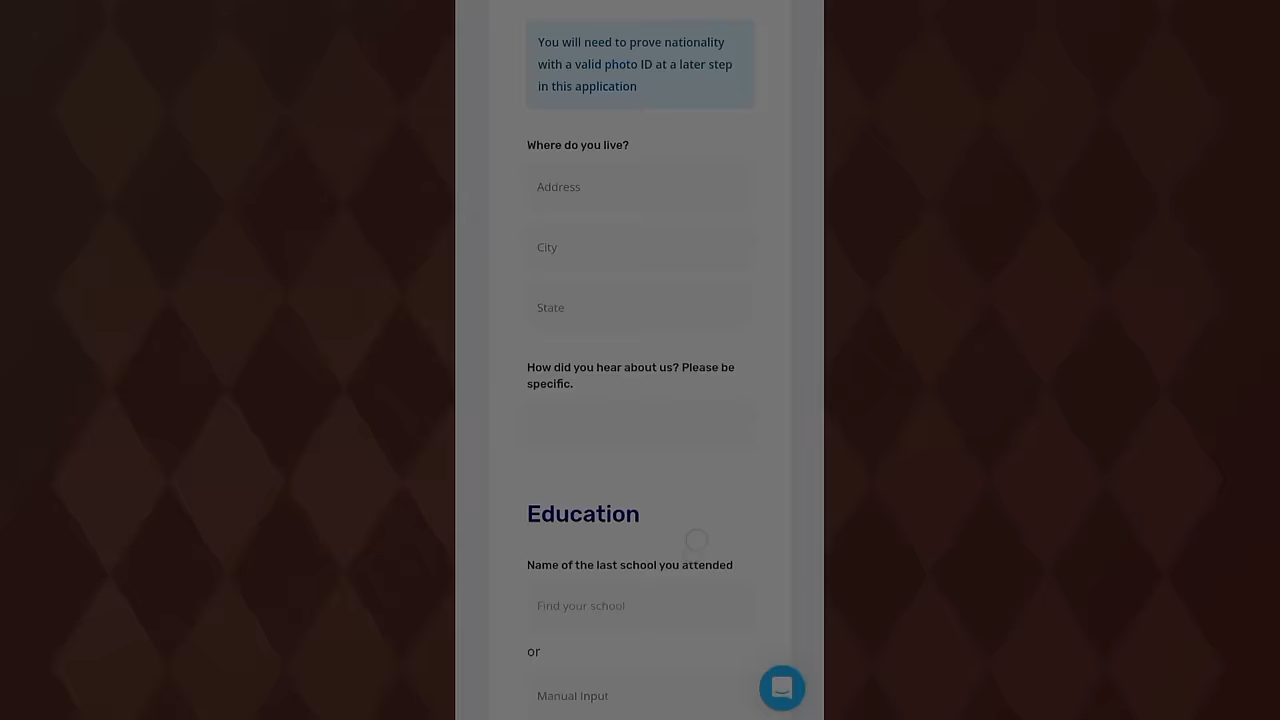 You will need to prove nationality
with a valid photo ID at a later step
in this application
Where do you live?
Address
City
State
How did you hear about us? Please be
specific.
Education
Name of the last school you attended
Find your school
or
Manual Input